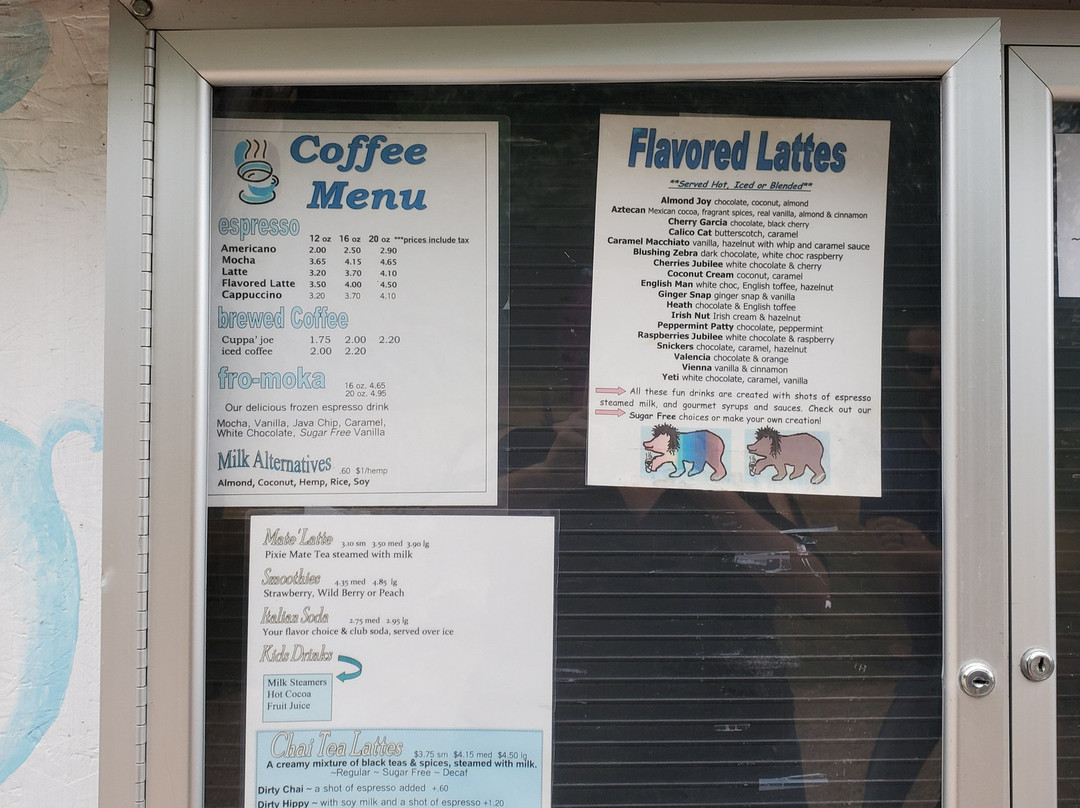 Coffee
Menu
espresso
12 oz 16 oz 20 oz ***prices include tax
Americano 2.00 2.50 2.90
Mocha 3.65 4.15 4.65
Latte 3.20 3.70 4.10
Flavored Latte 3.50 4.00 4.50
Cappuccino 3.20 3.70 4.10
brewed Coffee
Cuppa' joe 1.75 2.00 2.20
iced coffee 2.00 2.20
fro-moka 16 oz. 4.65
20 oz. 4.95
Our delicious frozen espresso drink
Mocha, Vanilla, Java Chip, Caramel,
White Chocolate, Sugar Free Vanilla
Milk Alternatives .60 $1/hemp
Almond, Coconut, Hemp, Rice, Soy
Flavored Lattes
**Served Hot, Iced or Blended**
Almond Joy chocolate, coconut, almond
Aztecan Mexican cocoa, fragrant spices, real vanilla, almond & cinnamon
Cherry Garcia chocolate, black cherry
Calico Cat butterscotch, caramel
Caramel Macchiato vanilla, hazelnut with whip and caramel sauce
Blushing Zebra dark chocolate, white choc raspberry
Cherries Jubilee white chocolate & cherry
Coconut Cream coconut, caramel
English Man white choc, English toffee, hazelnut
Ginger Snap ginger snap & vanilla
Heath chocolate & English toffee
Irish Nut Irish cream & hazelnut
Peppermint Patty chocolate, peppermint
Raspberries Jubilee white chocolate & raspberry
Snickers chocolate, caramel, hazelnut
Valencia chocolate & orange
Vienna vanilla & cinnamon
Yeti white chocolate, caramel, vanilla
All these fun drinks are created with shots of espresso
steamed milk, and gourmet syrups and sauces. Check out our
Sugar Free choices or make your own creation!
Mate' Latte 3.10 sm 3.50 med 3.90 lg
Pixie Mate Tea steamed with milk
Smoothies 4.35 med 4.85 lg
Strawberry, Wild Berry or Peach
Italian Soda 2.75 med 2.95 lg
Your flavor choice & club soda, served over ice
Kids Drinks
Milk Steamers
Hot Cocoa
Fruit Juice
Chai Tea Lattes $3.75 sm $4.15 med $4.50 lg
A creamy mixture of black teas & spices, steamed with milk.
~Regular ~ Sugar Free ~ Decaf
Dirty Chai ~ a shot of espresso added +.60
Dirty Hippy ~ with soy milk and a shot of espresso +1.20